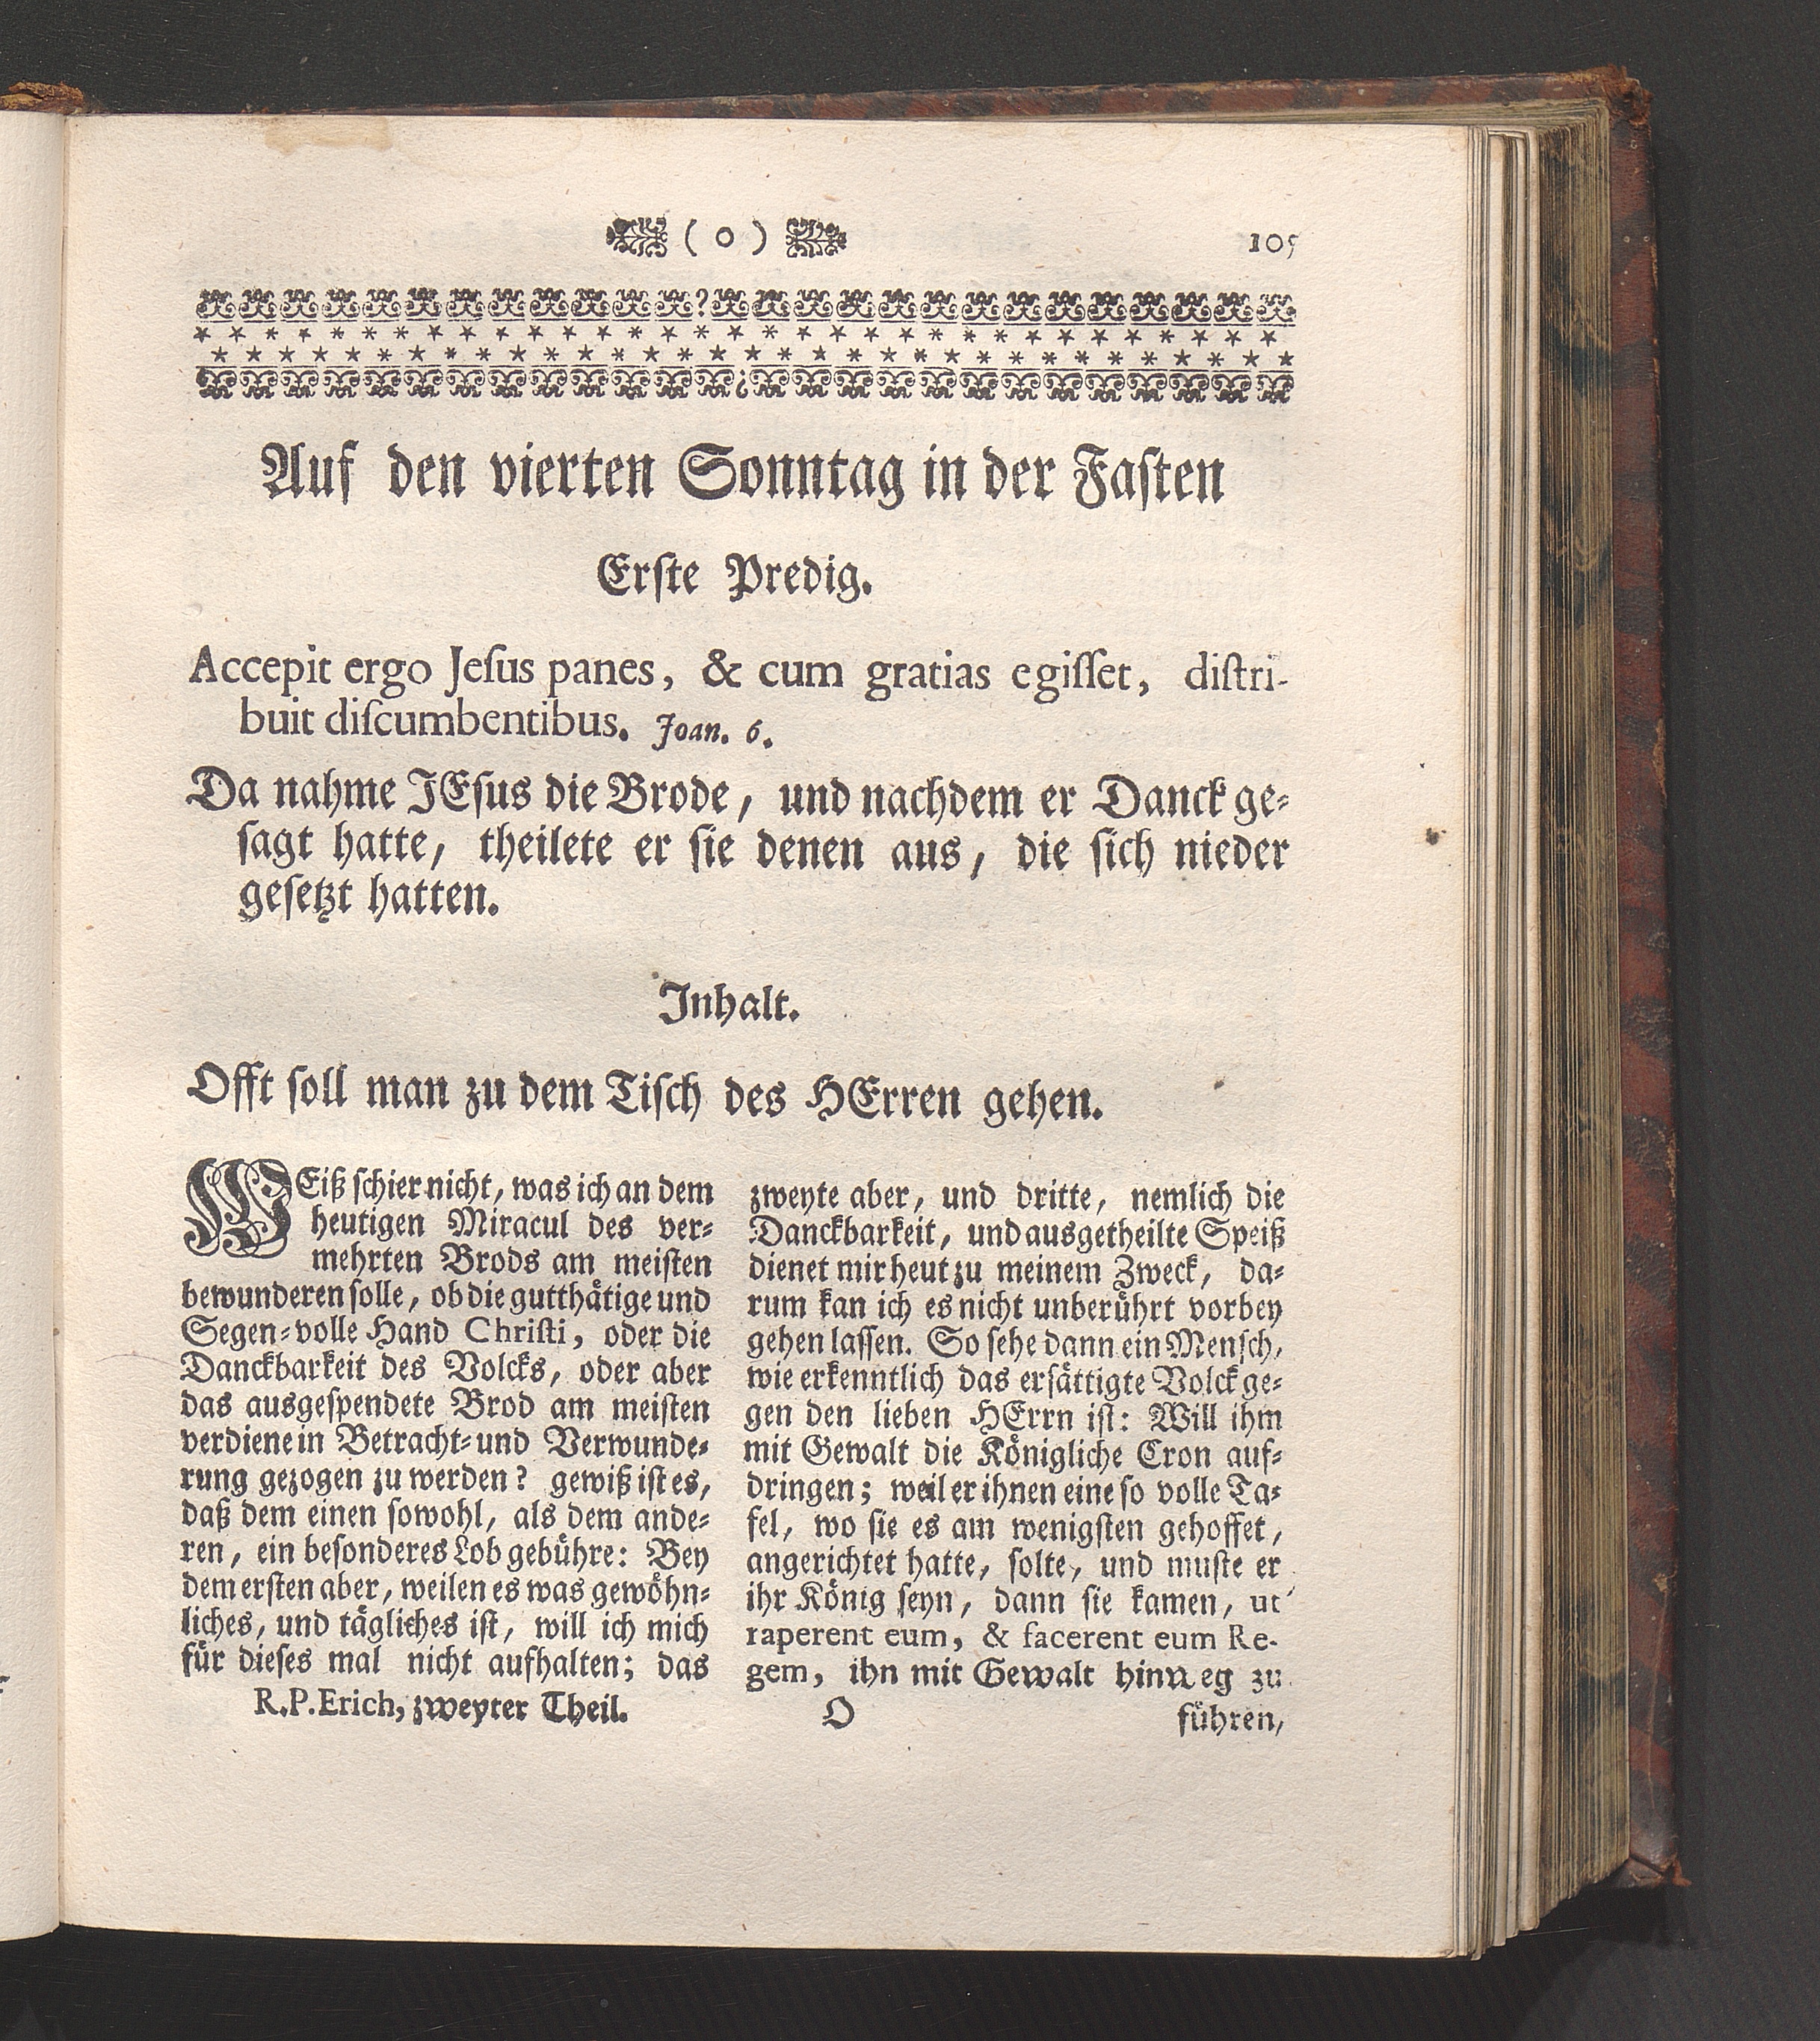 ( o ) 105
Auf den vierten Sonntag in der Fasten
Erste Predig.
Accepit ergo Jeſus panes, & cum gratias egiſſet, diſtri-
buit diſcumbentibus. Joan. 6.
Da nahme JEſus die Brode, und nachdem er Danck ge-
ſagt hatte, theilete er ſie denen aus, die ſich nieder
geſetzt hatten.
Inhalt.
Offt ſoll man zu dem Tiſch des HErren gehen.
WEiß ſchier nicht, was ich an dem
heutigen Miracul des ver-
mehrten Brods am meiſten
bewunderen ſolle, ob die gutthätige und
Segen-volle Hand Chriſti, oder die
Danckbarkeit des Volcks, oder aber
das ausgeſpendete Brod am meiſten
verdiene in Betracht- und Verwunde-
rung gezogen zu werden? gewiß iſt es,
daß dem einen ſowohl, als dem ande-
ren, ein beſonderes Lob gebühre: Bey
dem erſten aber, weilen es was gewöhn-
liches, und tägliches iſt, will ich mich
für dieſes mal nicht aufhalten; das
zweyte aber, und dritte, nemlich die
Danckbarkeit, und ausgetheilte Speiß
dienet mir heut zu meinem Zweck, da-
rum kan ich es nicht unberührt vorbey
gehen laſſen. So ſehe dann ein Menſch,
wie erkenntlich das erſättigte Volck ge-
gen den lieben HErrn iſt: Will ihm
mit Gewalt die Königliche Cron auf-
dringen; weil er ihnen eine ſo volle Ta-
fel, wo ſie es am wenigſten gehoffet,
angerichtet hatte, ſolte, und muſte er
ihr König ſeyn, dann ſie kamen, ut
raperent eum, & facerent eum Re-
gem, ihn mit Gewalt hinweg zu
R.P. Erich, zweyter Theil. O führen,